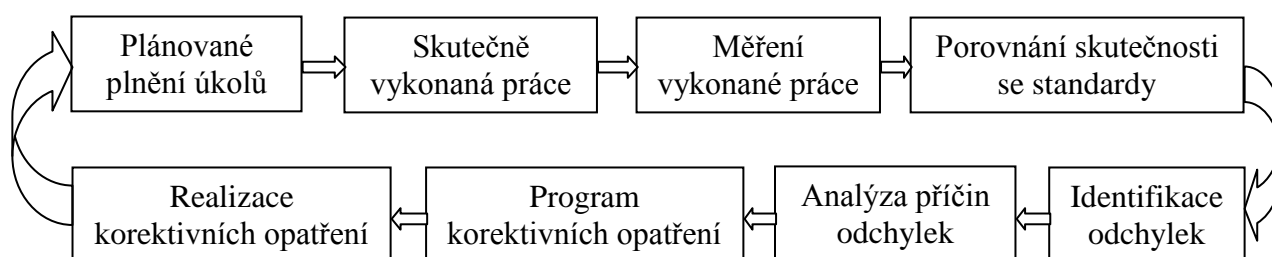 Plánované
plnění úkolů
Skutečně
vykonaná práce
Měření
vykonané práce
Porovnání skutečnosti
se standardy
Identifikace
odchylek
Analýza příčin
odchylek
Program
korektivních opatření
Realizace
korektivních opatření